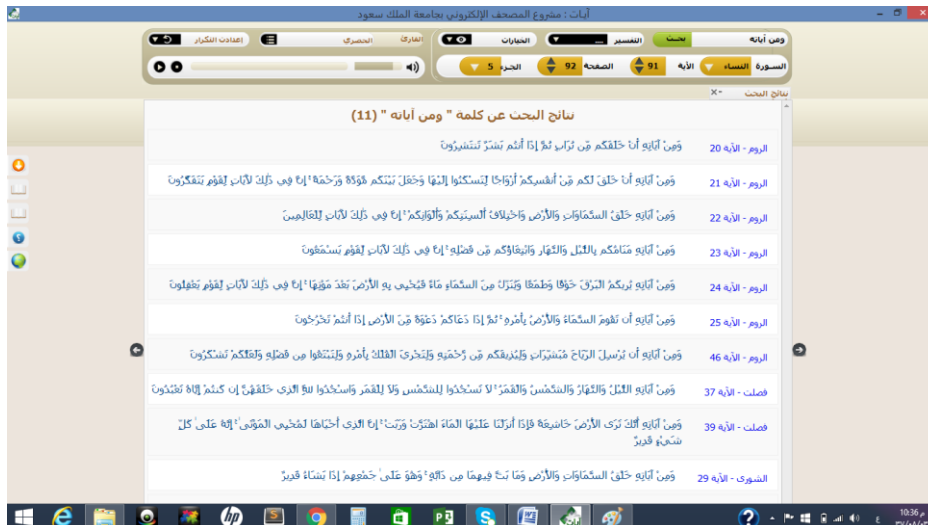 آيات : مشروع المصحف الإلكتروني بجامعة الملك سعود
ومن آياته بحث التفسير الخيارات القارئ الحصري إعدادت التكرار
السورة النساء الآية 91 الصفحة 92 الجزء 5
نتائج البحث
نتائج البحث عن كلمة " ومن آياته " (11)
الروم - الآية 20 وَمِنْ آيَاتِهِ أَنْ خَلَقَكُم مِّن تُرَابٍ ثُمَّ إِذَا أَنتُم بَشَرٌ تَنتَشِرُونَ
الروم - الآية 21 وَمِنْ آيَاتِهِ أَنْ خَلَقَ لَكُم مِّنْ أَنفُسِكُمْ أَزْوَاجًا لِّتَسْكُنُوا إِلَيْهَا وَجَعَلَ بَيْنَكُم مَّوَدَّةً وَرَحْمَةً ۚ إِنَّ فِي ذَٰلِكَ لَآيَاتٍ لِّقَوْمٍ يَتَفَكَّرُونَ
الروم - الآية 22 وَمِنْ آيَاتِهِ خَلْقُ السَّمَاوَاتِ وَالْأَرْضِ وَاخْتِلَافُ أَلْسِنَتِكُمْ وَأَلْوَانِكُمْ ۚ إِنَّ فِي ذَٰلِكَ لَآيَاتٍ لِّلْعَالِمِينَ
الروم - الآية 23 وَمِنْ آيَاتِهِ مَنَامُكُم بِاللَّيْلِ وَالنَّهَارِ وَابْتِغَاؤُكُم مِّن فَضْلِهِ ۚ إِنَّ فِي ذَٰلِكَ لَآيَاتٍ لِّقَوْمٍ يَسْمَعُونَ
الروم - الآية 24 وَمِنْ آيَاتِهِ يُرِيكُمُ الْبَرْقَ خَوْفًا وَطَمَعًا وَيُنَزِّلُ مِنَ السَّمَاءِ مَاءً فَيُحْيِي بِهِ الْأَرْضَ بَعْدَ مَوْتِهَا ۚ إِنَّ فِي ذَٰلِكَ لَآيَاتٍ لِّقَوْمٍ يَعْقِلُونَ
الروم - الآية 25 وَمِنْ آيَاتِهِ أَن تَقُومَ السَّمَاءُ وَالْأَرْضُ بِأَمْرِهِ ۚ ثُمَّ إِذَا دَعَاكُمْ دَعْوَةً مِّنَ الْأَرْضِ إِذَا أَنتُمْ تَخْرُجُونَ
الروم - الآية 46 وَمِنْ آيَاتِهِ أَن يُرْسِلَ الرِّيَاحَ مُبَشِّرَاتٍ وَلِيُذِيقَكُم مِّن رَّحْمَتِهِ وَلِتَجْرِيَ الْفُلْكُ بِأَمْرِهِ وَلِتَبْتَغُوا مِن فَضْلِهِ وَلَعَلَّكُمْ تَشْكُرُونَ
فصلت - الآية 37 وَمِنْ آيَاتِهِ اللَّيْلُ وَالنَّهَارُ وَالشَّمْسُ وَالْقَمَرُ ۚ لَا تَسْجُدُوا لِلشَّمْسِ وَلَا لِلْقَمَرِ وَاسْجُدُوا لِلَّهِ الَّذِي خَلَقَهُنَّ إِن كُنتُمْ إِيَّاهُ تَعْبُدُونَ
فصلت - الآية 39 وَمِنْ آيَاتِهِ أَنَّكَ تَرَى الْأَرْضَ خَاشِعَةً فَإِذَا أَنزَلْنَا عَلَيْهَا الْمَاءَ اهْتَزَّتْ وَرَبَتْ ۚ إِنَّ الَّذِي أَحْيَاهَا لَمُحْيِي الْمَوْتَىٰ ۚ إِنَّهُ عَلَىٰ كُلِّ
شَيْءٍ قَدِيرٌ
الشورى - الآية 29 وَمِنْ آيَاتِهِ خَلْقُ السَّمَاوَاتِ وَالْأَرْضِ وَمَا بَثَّ فِيهِمَا مِن دَابَّةٍ ۚ وَهُوَ عَلَىٰ جَمْعِهِمْ إِذَا يَشَاءُ قَدِيرٌ
10:36 م